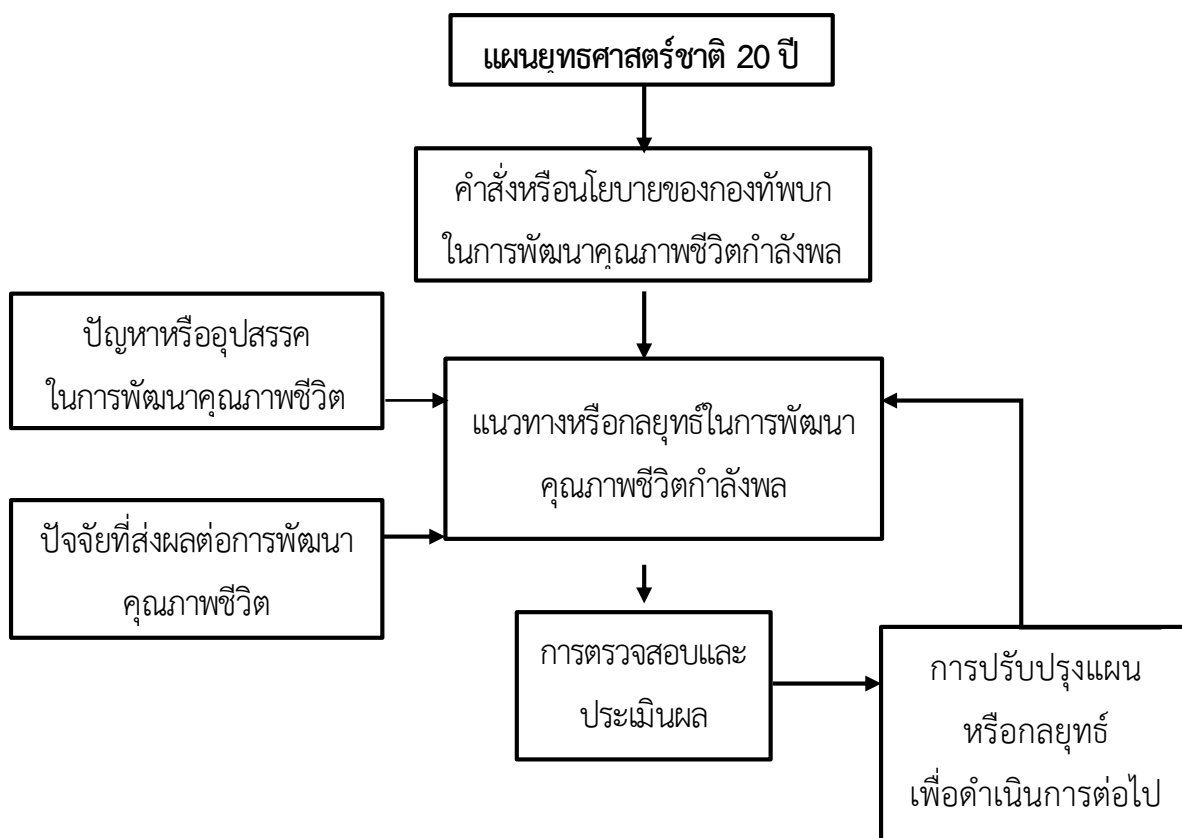 แผนยุทธศาสตร์ชาติ 20 ปี
คำสั่งหรือนโยบายของกองทัพบก
ในการพัฒนาคุณภาพชีวิตกำลังพล
ปัญหาหรืออุปสรรค
ในการพัฒนาคุณภาพชีวิต
แนวทางหรือกลยุทธ์ในการพัฒนา
คุณภาพชีวิตกำลังพล
ปัจจัยที่ส่งผลต่อการพัฒนา
คุณภาพชีวิต
การตรวจสอบและ
ประเมินผล
การปรับปรุงแผน
หรือกลยุทธ์
เพื่อดำเนินการต่อไป